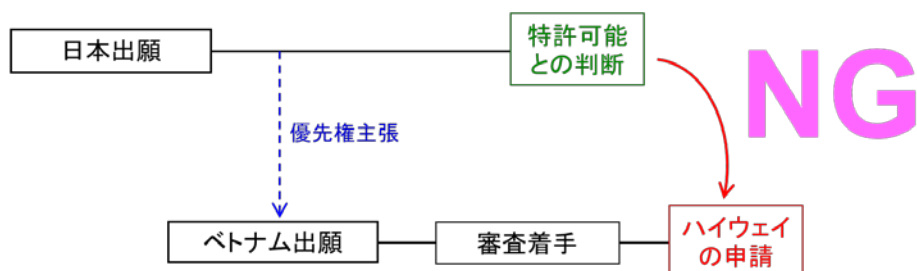 日本出願
特許可能
との判断
NG
優先権主張
ベトナム出願
審査着手
ハイウェイ
の申請